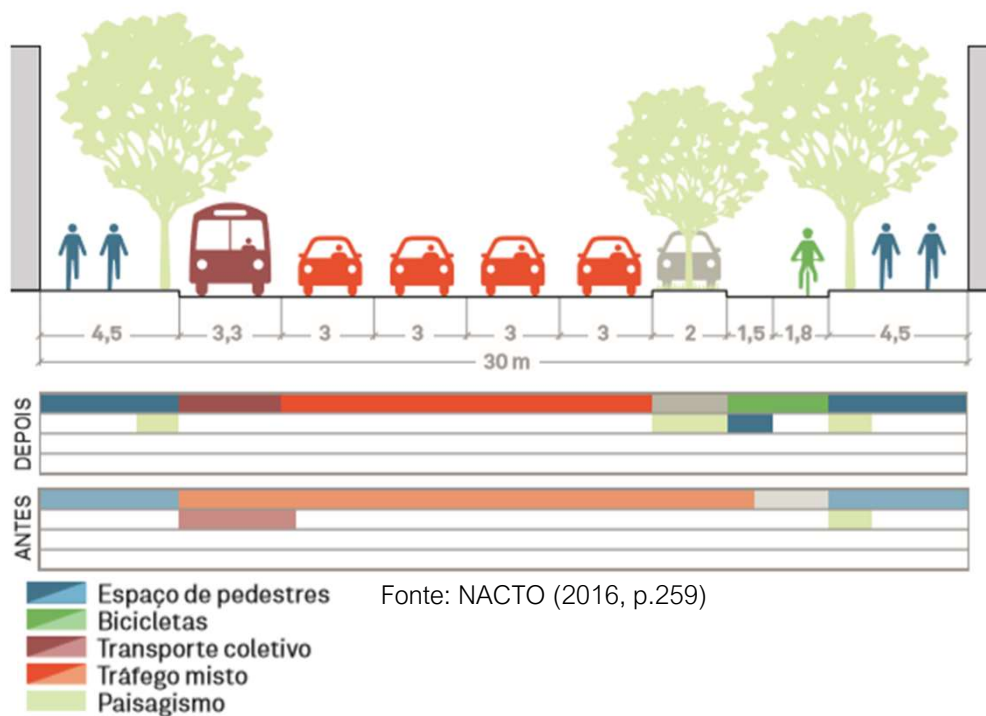 4,5 3,3 3 3 3 3 2 1,5 1,8 4,5
30 m
DEPOIS
ANTES
Espaço de pedestres
Fonte: NACTO (2016, p.259)
Bicicletas
Transporte coletivo
Tráfego misto
Paisagismo